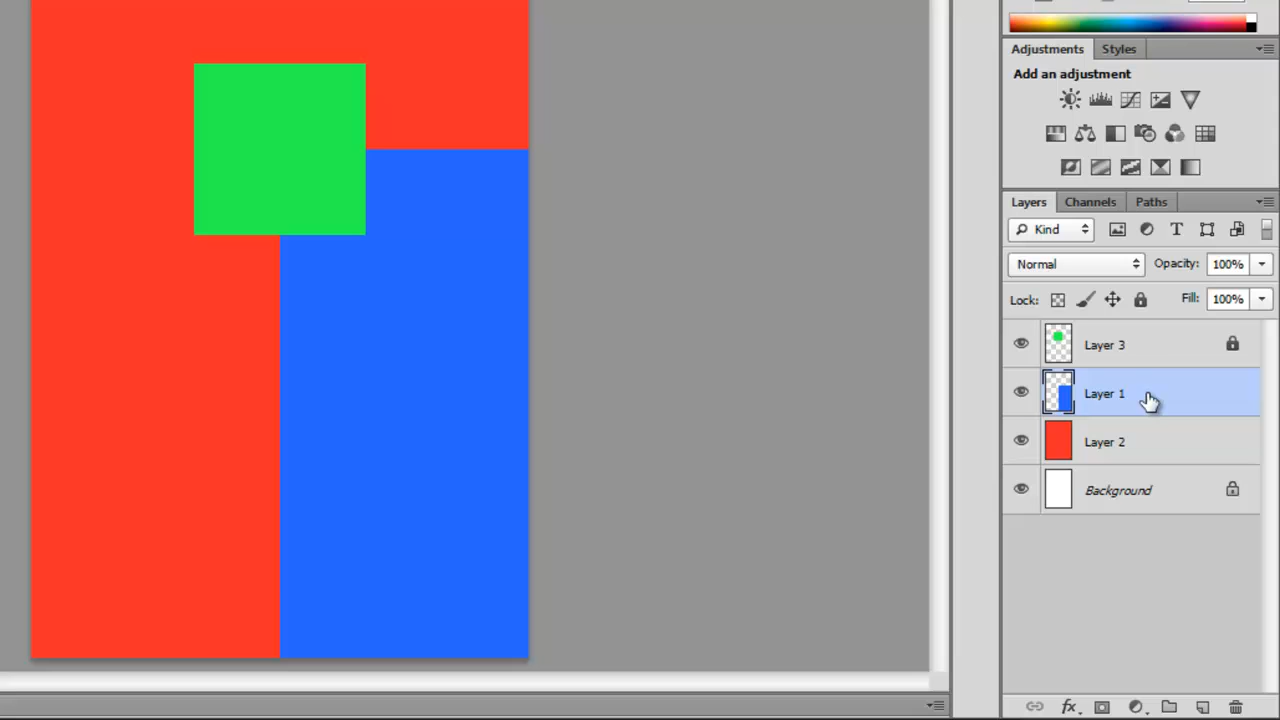 Adjustments Styles
Add an adjustment
Layers Channels Paths
Kind T
Normal Opacity: 100%
Lock: Fill: 100%
Layer 3
Layer 1
Layer 2
Background
fx